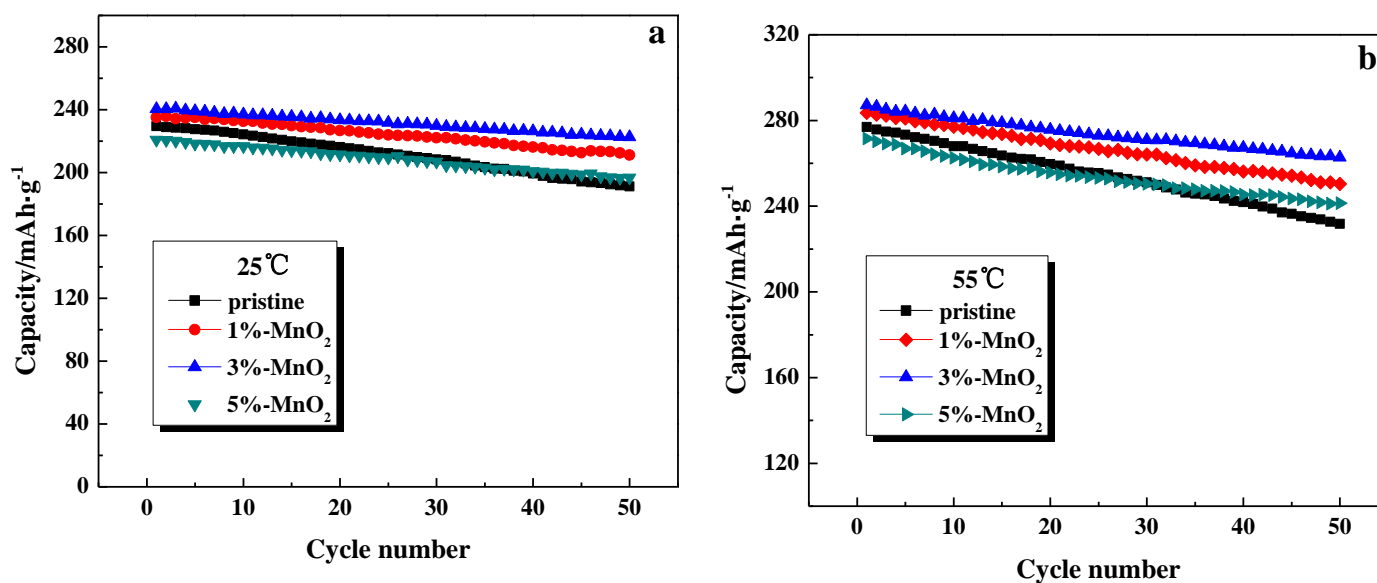 a
280
240
200
160
120
80
40
0
Capacity/mAh·g⁻¹
25℃
pristine
1%-MnO₂
3%-MnO₂
5%-MnO₂
0 10 20 30 40 50
Cycle number
b
320
280
240
200
160
120
Capacity/mAh·g⁻¹
55℃
pristine
1%-MnO₂
3%-MnO₂
5%-MnO₂
0 10 20 30 40 50
Cycle number